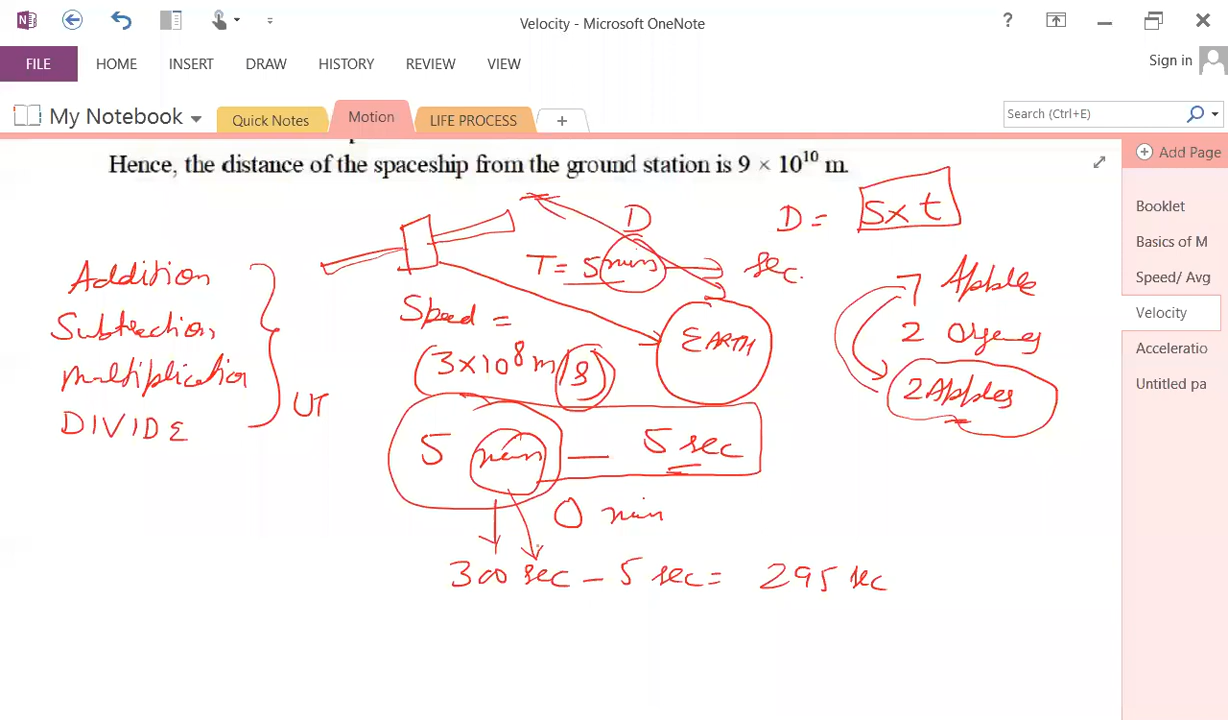 Velocity - Microsoft OneNote
?
Sign in
FILE HOME INSERT DRAW HISTORY REVIEW VIEW
My Notebook
Quick Notes
Motion
LIFE PROCESS
Search (Ctrl+E)
Add Page
Booklet
Basics of M
Speed/ Avg
Velocity
Acceleratio
Untitled pa
Hence, the distance of the spaceship from the ground station is 9 × 10¹⁰ m.
D
D = S x t
T = 5 min
sec.
Addition
Subtraction,
multiplication
DIVIDE
Speed =
3 x 10⁸ m/s
EARTH
7 Apple
2
2 Apples
5 min — 5 sec
0 min
300 sec - 5 sec = 295 sec